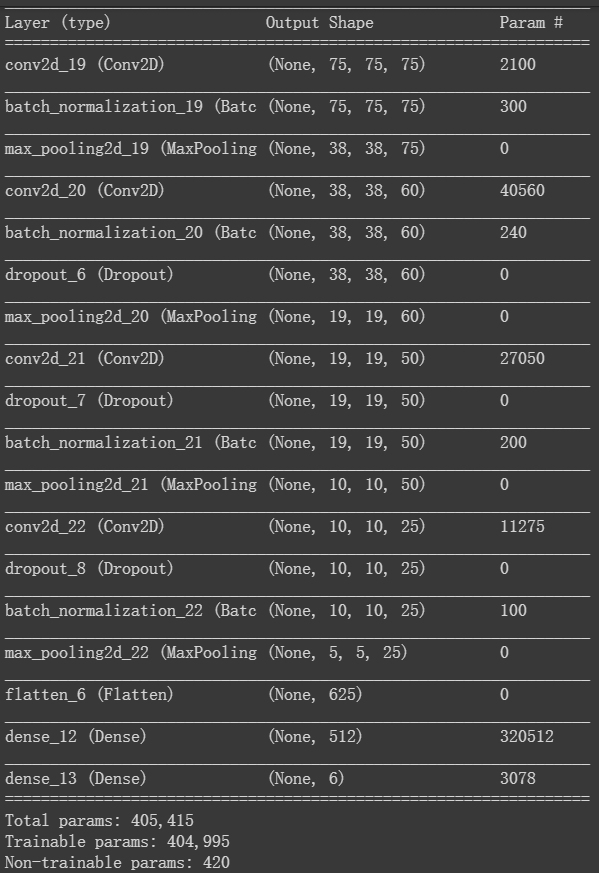 Layer (type) Output Shape Param #
conv2d_19 (Conv2D) (None, 75, 75, 75) 2100
batch_normalization_19 (Batc (None, 75, 75, 75) 300
max_pooling2d_19 (MaxPooling (None, 38, 38, 75) 0
conv2d_20 (Conv2D) (None, 38, 38, 60) 40560
batch_normalization_20 (Batc (None, 38, 38, 60) 240
dropout_6 (Dropout) (None, 38, 38, 60) 0
max_pooling2d_20 (MaxPooling (None, 19, 19, 60) 0
conv2d_21 (Conv2D) (None, 19, 19, 50) 27050
dropout_7 (Dropout) (None, 19, 19, 50) 0
batch_normalization_21 (Batc (None, 19, 19, 50) 200
max_pooling2d_21 (MaxPooling (None, 10, 10, 50) 0
conv2d_22 (Conv2D) (None, 10, 10, 25) 11275
dropout_8 (Dropout) (None, 10, 10, 25) 0
batch_normalization_22 (Batc (None, 10, 10, 25) 100
max_pooling2d_22 (MaxPooling (None, 5, 5, 25) 0
flatten_6 (Flatten) (None, 625) 0
dense_12 (Dense) (None, 512) 320512
dense_13 (Dense) (None, 6) 3078
Total params: 405,415
Trainable params: 404,995
Non-trainable params: 420